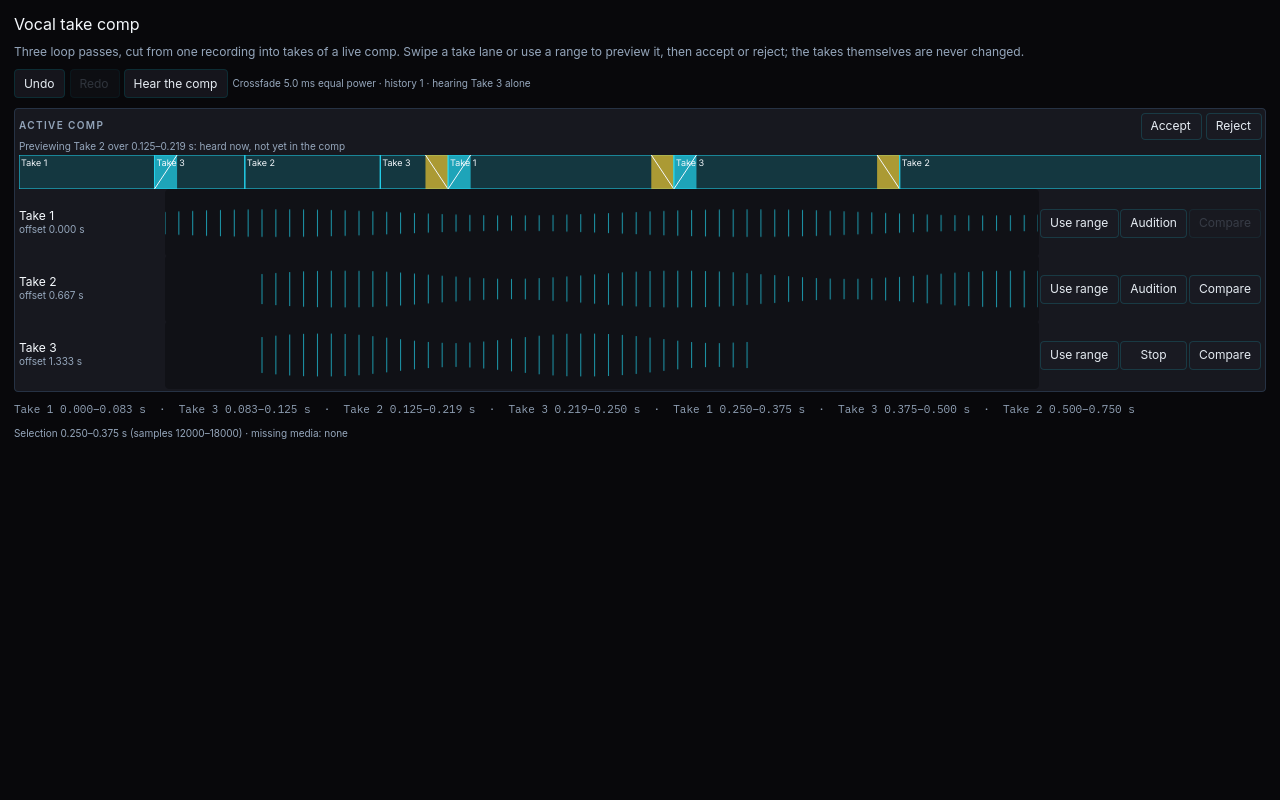 Vocal take comp
Three loop passes, cut from one recording into takes of a live comp. Swipe a take lane or use a range to preview it, then accept or reject; the takes themselves are never changed.
Undo Redo Hear the comp Crossfade 5.0 ms equal power · history 1 · hearing Take 3 alone
ACTIVE COMP Accept Reject
Previewing Take 2 over 0.125–0.219 s: heard now, not yet in the comp
Take 1 Take 3 Take 2 Take 3 Take 1 Take 3 Take 2
Take 1 Use range Audition Compare
offset 0.000 s
Take 2 Use range Audition Compare
offset 0.667 s
Take 3 Use range Stop Compare
offset 1.333 s
Take 1 0.000–0.083 s · Take 3 0.083–0.125 s · Take 2 0.125–0.219 s · Take 3 0.219–0.250 s · Take 1 0.250–0.375 s · Take 3 0.375–0.500 s · Take 2 0.500–0.750 s
Selection 0.250–0.375 s (samples 12000–18000) · missing media: none